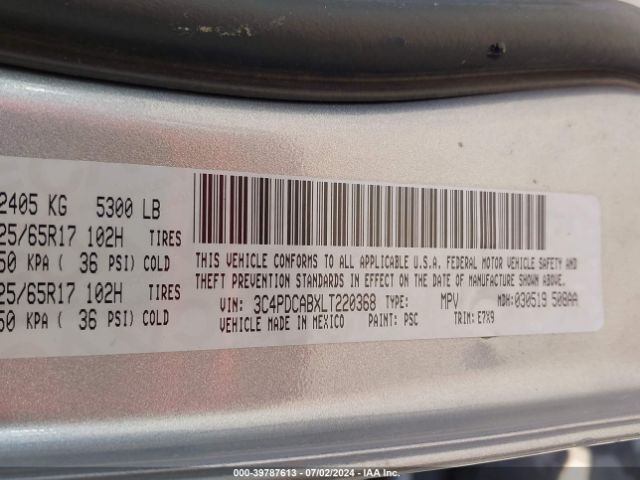 2405 KG 5300 LB
25/65R17 102H TIRES
50 KPA ( 36 PSI) COLD
25/65R17 102H TIRES
50 KPA ( 36 PSI) COLD
THIS VEHICLE CONFORMS TO ALL APPLICABLE U.S.A. FEDERAL MOTOR VEHICLE SAFETY AND
THEFT PREVENTION STANDARDS IN EFFECT ON THE DATE OF MANUFACTURE SHOWN ABOVE.
VIN: 3C4PDCABXLT220368 TYPE: MPV MDH: 030519 508AA
VEHICLE MADE IN MEXICO PAINT: PSC TRIM: E7X9
000-39787613 - 07/02/2024 - IAA Inc.